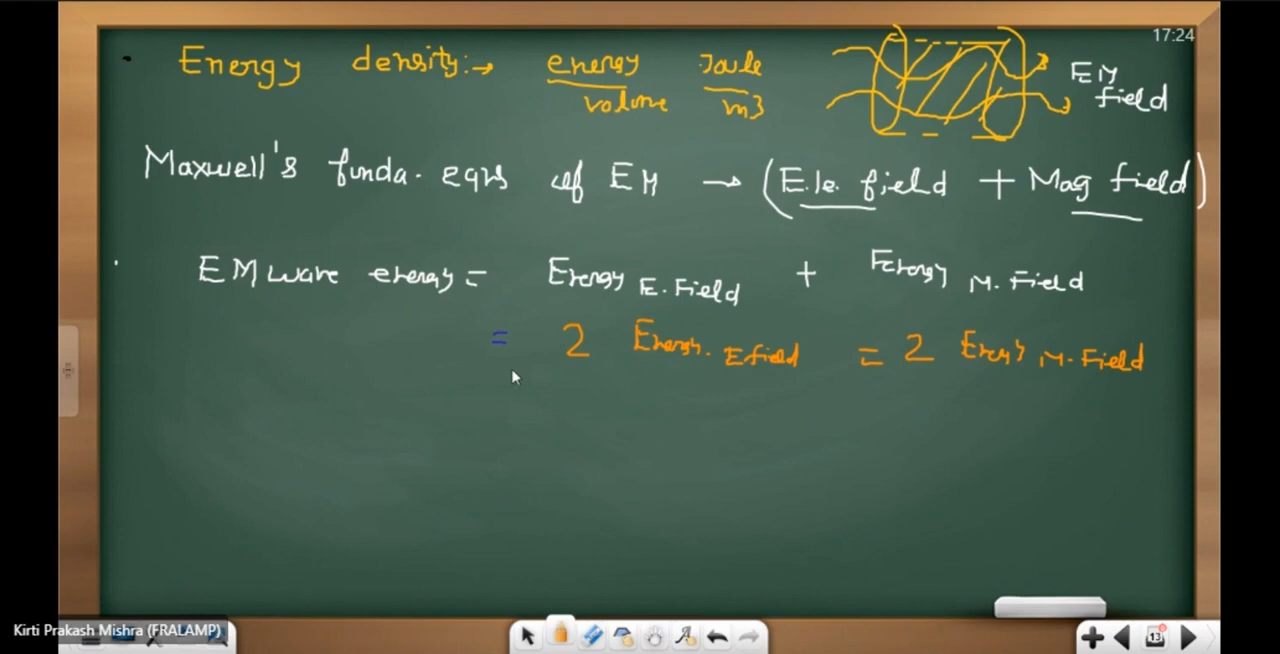 17:24
Energy density:→ energy/volume Joule/m3 EM field
Maxwell's funda. eqns of EM → (Ele. field + Mag field)
EM wave energy = Energy E. Field + Energy M. Field
= 2 Energy. E field = 2 Energy M. Field
Kirti Prakash Mishra (FRALAMP)
13